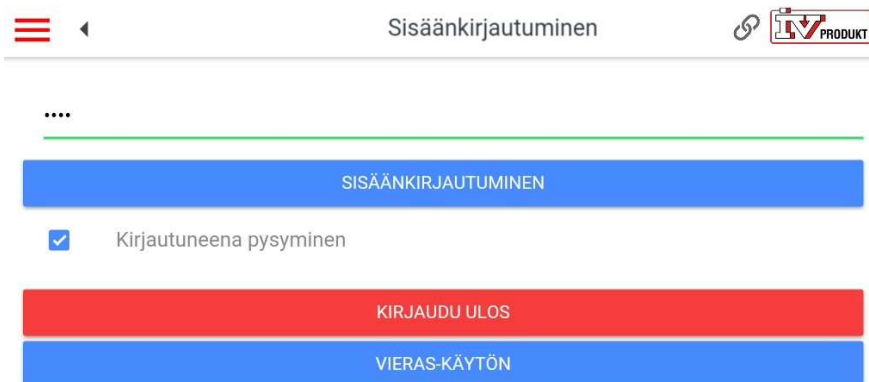 Sisäänkirjautuminen
IV PRODUKT
••••
SISÄÄNKIRJAUTUMINEN
Kirjautuneena pysyminen
KIRJAUDU ULOS
VIERAS-KÄYTÖN